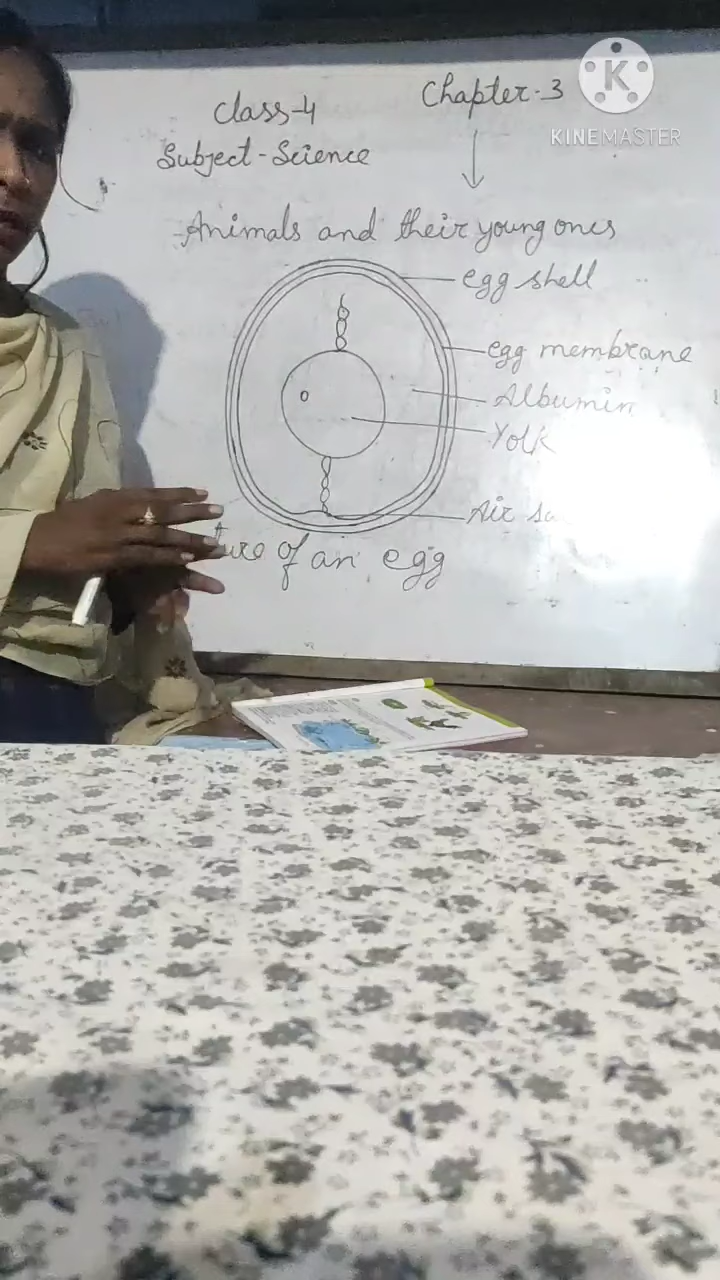 Class-4
Chapter-3
Subject-Science
Animals and their young ones
egg shell
egg membrane
Albumin
Yolk
Air
of an egg
K
KINEMASTER